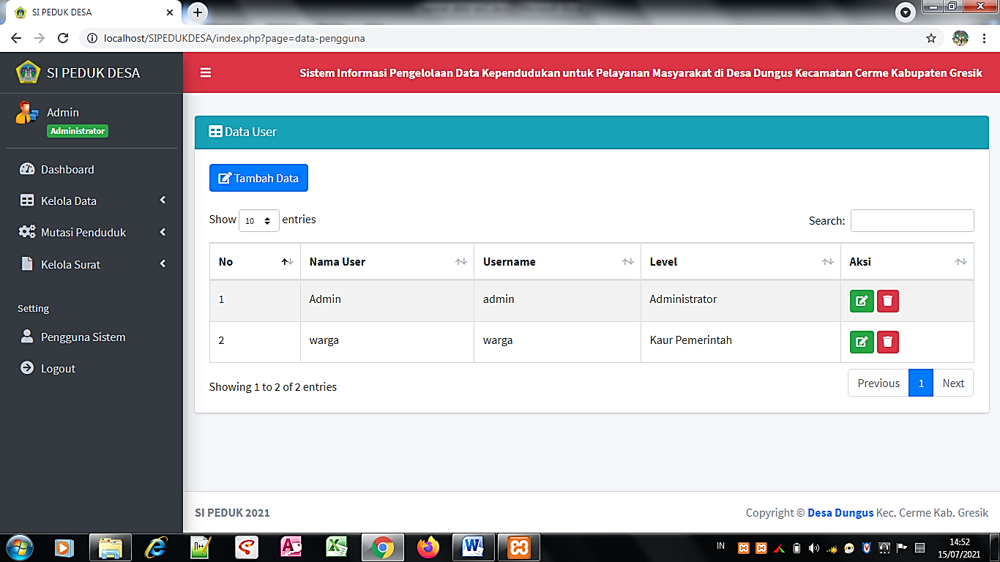 SI PEDUK DESA
localhost/SIPEDUKDESA/index.php?page=data-pengguna
SI PEDUK DESA
Sistem Informasi Pengelolaan Data Kependudukan untuk Pelayanan Masyarakat di Desa Dungus Kecamatan Cerme Kabupaten Gresik
Admin
Administrator
Dashboard
Kelola Data
Mutasi Penduduk
Kelola Surat
Setting
Pengguna Sistem
Logout
Data User
Tambah Data
Show 10 entries
Search:
No Nama User Username Level Aksi
1 Admin admin Administrator
2 warga warga Kaur Pemerintah
Showing 1 to 2 of 2 entries
Previous 1 Next
SI PEDUK 2021
Copyright © Desa Dungus Kec. Cerme Kab. Gresik
IN
14:52
15/07/2021